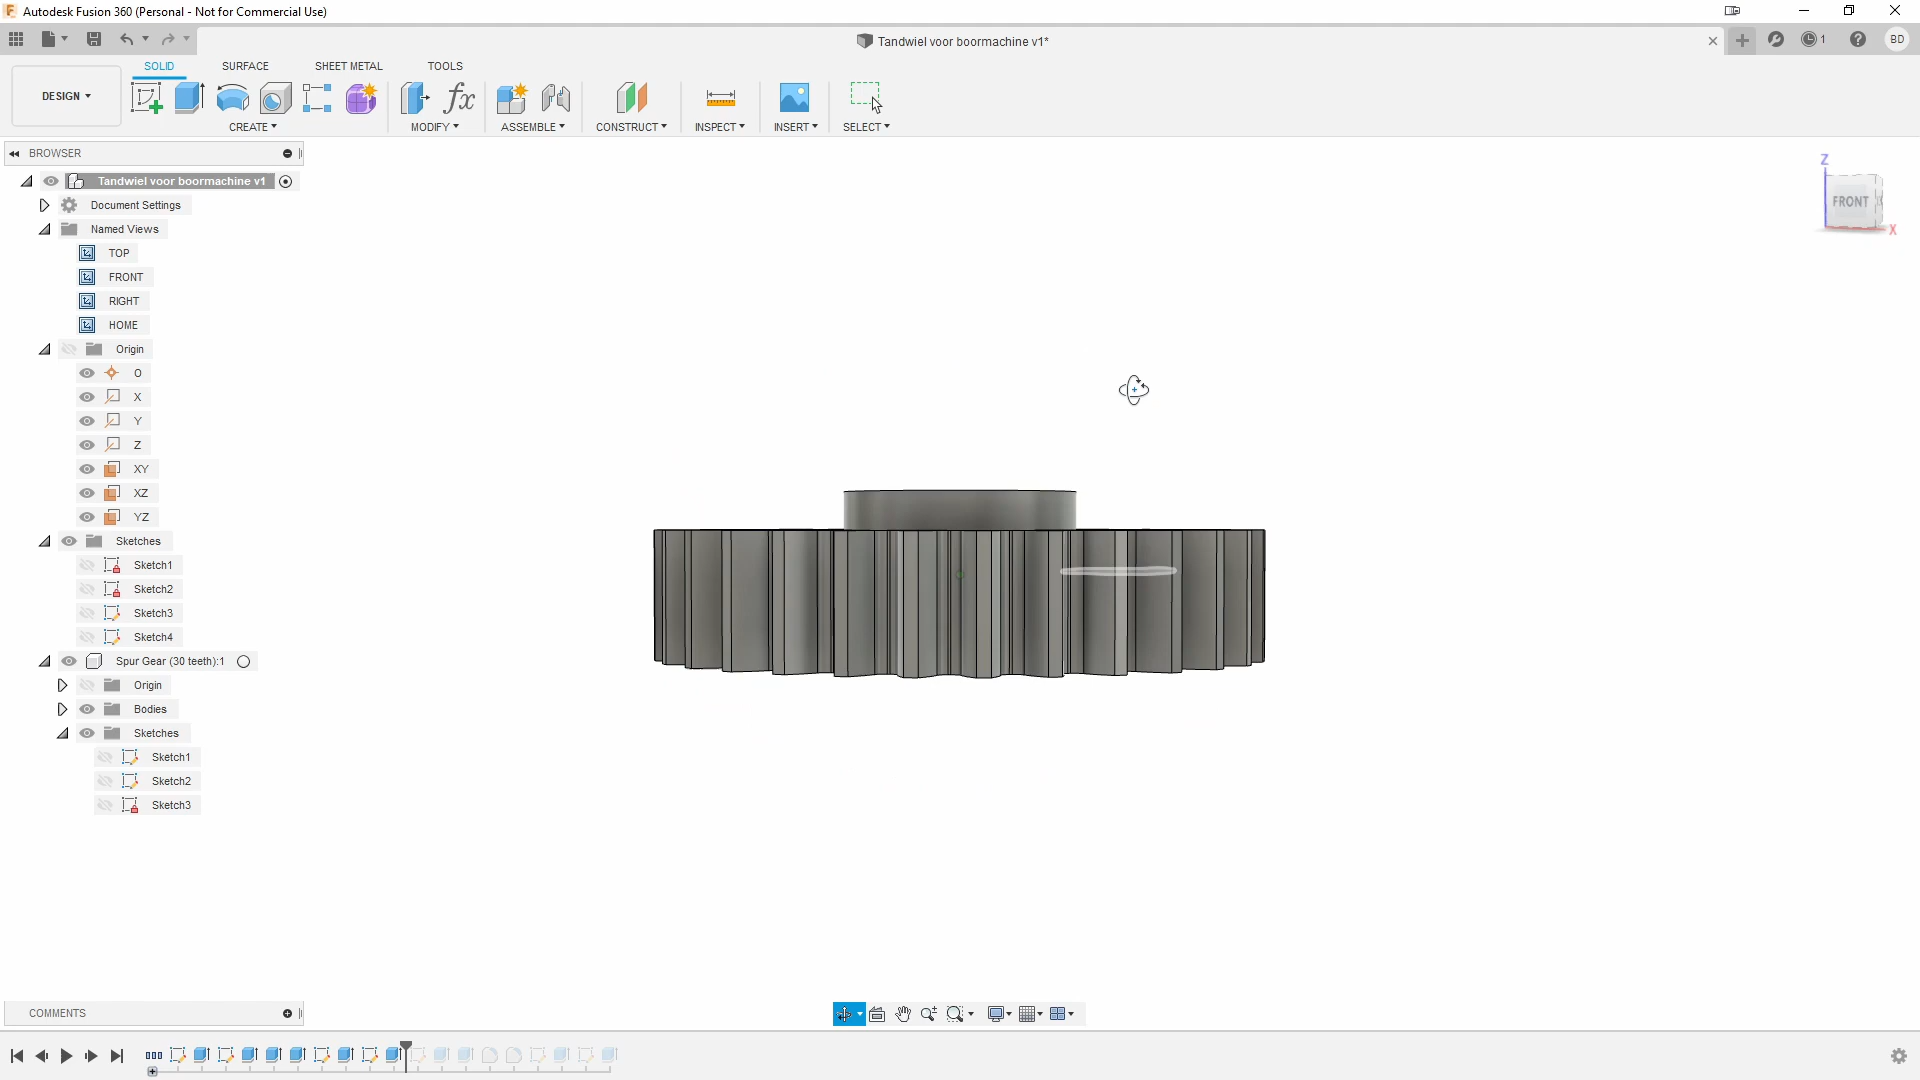 Autodesk Fusion 360 (Personal - Not for Commercial Use)
Tandwiel voor boormachine v1*
1
BD
SOLID
SURFACE
SHEET METAL
TOOLS
DESIGN
CREATE
MODIFY
ASSEMBLE
CONSTRUCT
INSPECT
INSERT
SELECT
BROWSER
Tandwiel voor boormachine v1
Document Settings
Named Views
TOP
FRONT
RIGHT
HOME
Origin
O
X
Y
Z
XY
XZ
YZ
Sketches
Sketch1
Sketch2
Sketch3
Sketch4
Spur Gear (30 teeth):1
Origin
Bodies
Sketches
Sketch1
Sketch2
Sketch3
Z
FRONT
X
COMMENTS